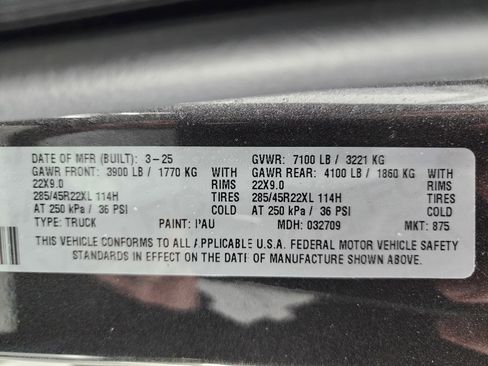 DATE OF MFR (BUILT): 3-25 GVWR: 7100 LB / 3221 KG
GAWR FRONT: 3900 LB / 1770 KG WITH GAWR REAR: 4100 LB / 1860 KG WITH
22X9.0 RIMS 22X9.0 RIMS
285/45R22XL 114H TIRES 285/45R22XL 114H TIRES
AT 250 kPa / 36 PSI COLD AT 250 kPa / 36 PSI COLD
TYPE: TRUCK PAINT: PAU MDH: 032709 MKT: 875
THIS VEHICLE CONFORMS TO ALL APPLICABLE U.S.A. FEDERAL MOTOR VEHICLE SAFETY
STANDARDS IN EFFECT ON THE DATE OF MANUFACTURE SHOWN ABOVE.